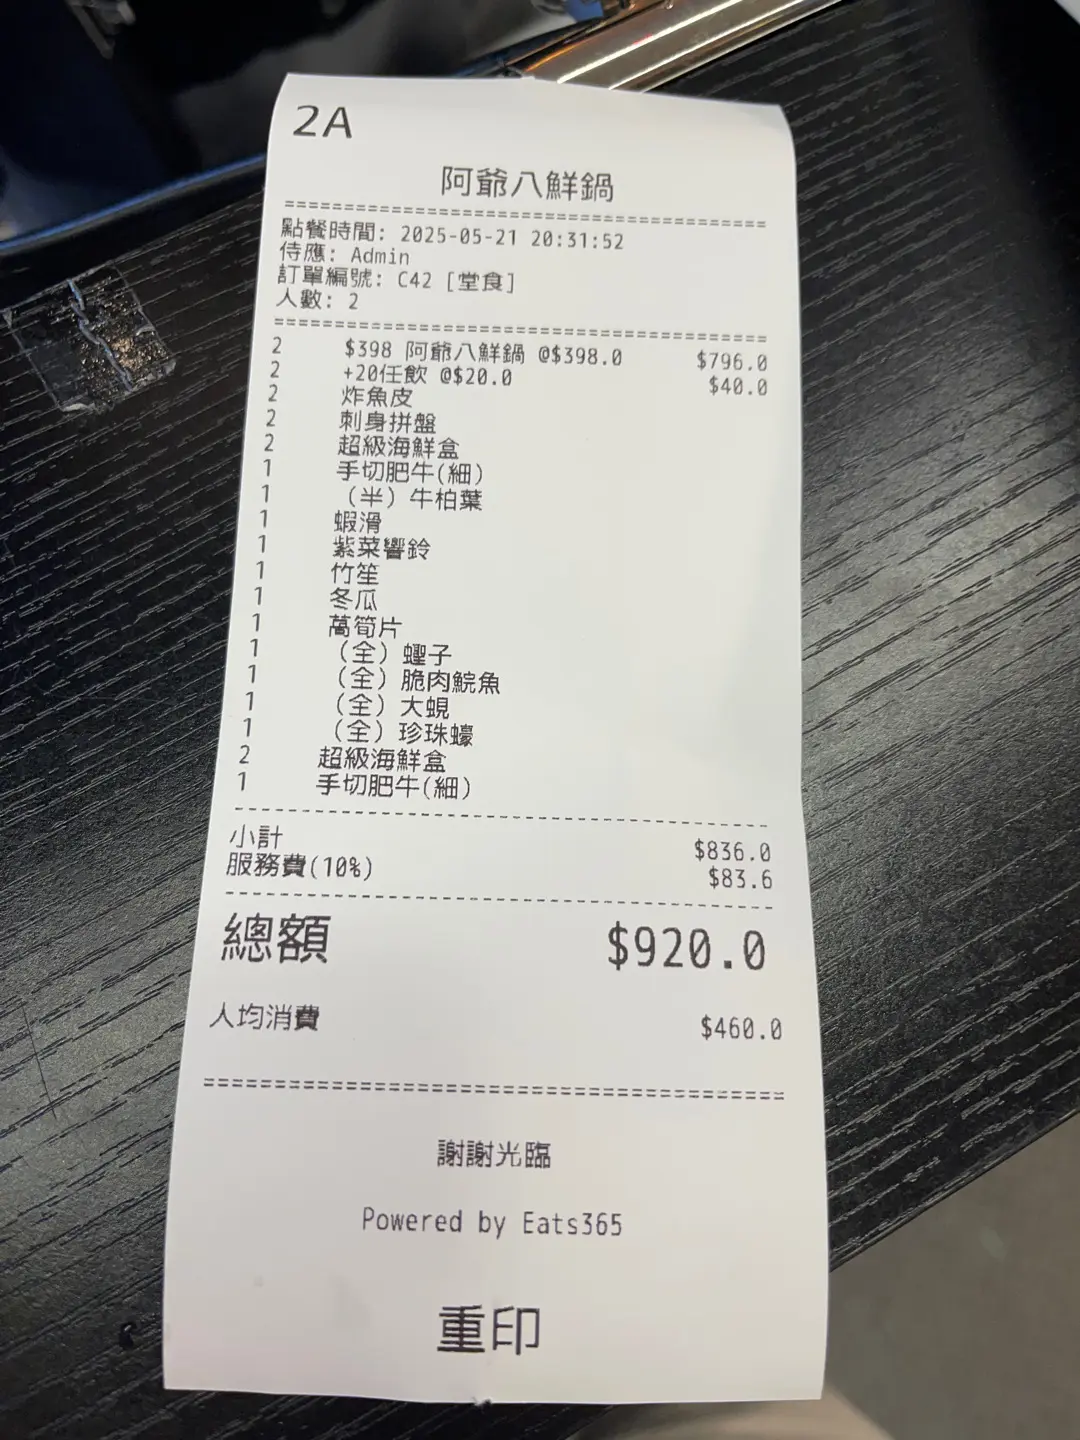 2A
阿爺八鮮鍋
點餐時間: 2025-05-21 20:31:52
侍應: Admin
訂單編號: C42 [堂食]
人數: 2
2 $398 阿爺八鮮鍋 @$398.0 $796.0
2 +20任飲 @$20.0 $40.0
2 炸魚皮
2 刺身拼盤
2 超級海鮮盒
1 手切肥牛(細)
1 (半) 牛柏葉
1 蝦滑
1 紫菜響鈴
1 竹笙
1 冬瓜
1 萵筍片
1 (全) 蟶子
1 (全) 脆肉鯇魚
1 (全) 大蜆
1 (全) 珍珠蠔
2 超級海鮮盒
1 手切肥牛(細)
小計 $836.0
服務費(10%) $83.6
總額 $920.0
人均消費 $460.0
謝謝光臨
Powered by Eats365
重印